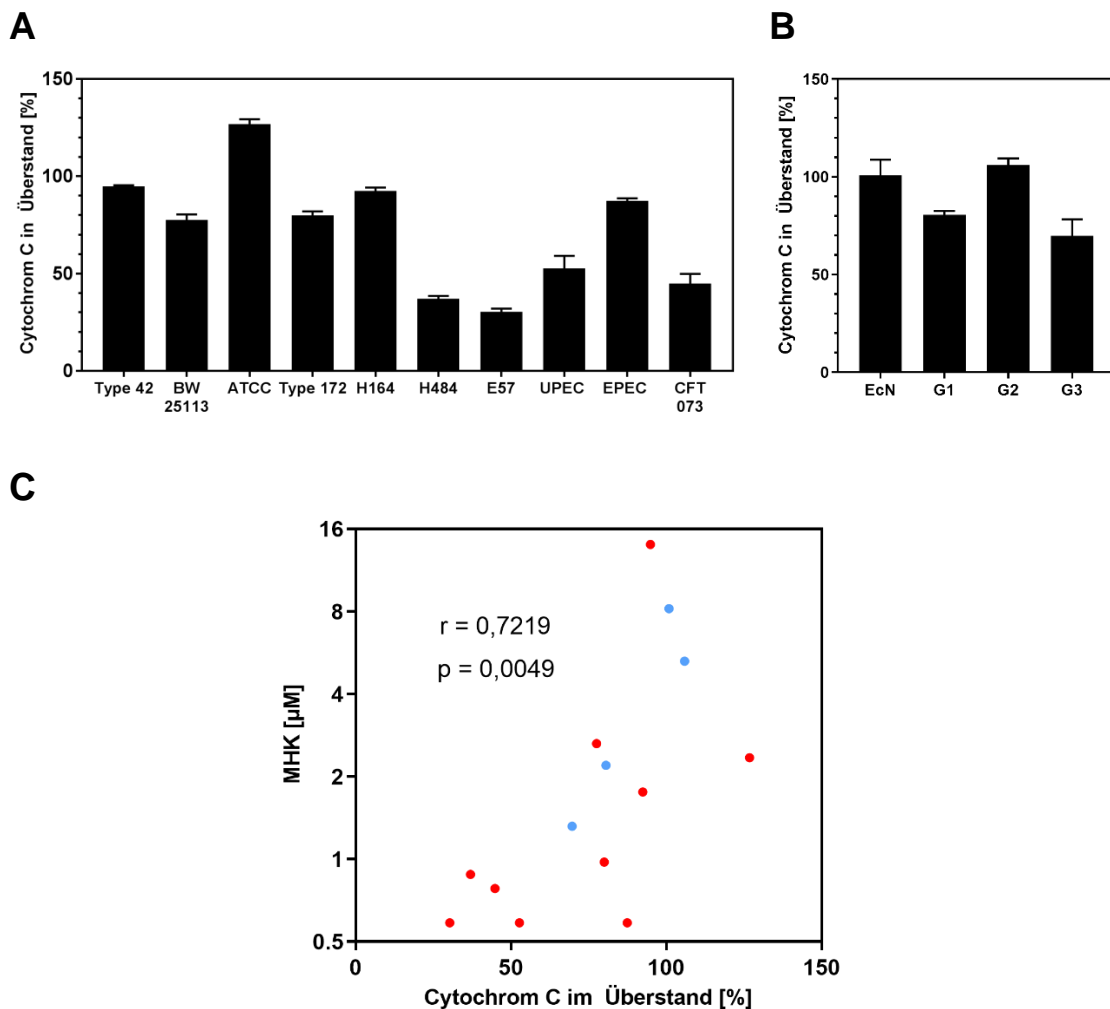 A
Cytochrom C in Überstand [%]
150
100
50
0
Type 42
BW
25113
ATCC
Type 172
H164
H484
E57
UPEC
EPEC
CFT
073
B
Cytochrom C in Überstand [%]
150
100
50
0
EcN
G1
G2
G3
C
MHK [µM]
16
8
4
2
1
0.5
r = 0,7219
p = 0,0049
0
50
100
150
Cytochrom C im Überstand [%]